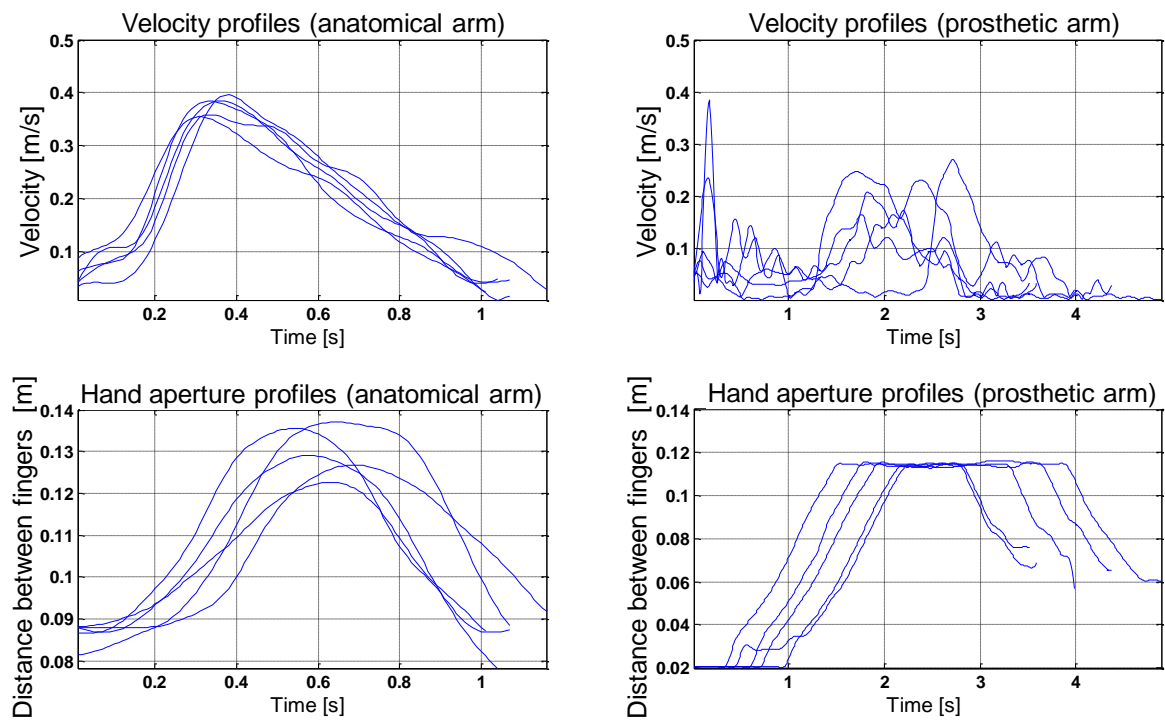 Velocity profiles (anatomical arm)
0.5
0.4
0.3
0.2
0.1
Velocity [m/s]
0.2 0.4 0.6 0.8 1
Time [s]
Velocity profiles (prosthetic arm)
0.5
0.4
0.3
0.2
0.1
Velocity [m/s]
1 2 3 4
Time [s]
Hand aperture profiles (anatomical arm)
0.14
0.13
0.12
0.11
0.1
0.09
0.08
Distance between fingers [m]
0.2 0.4 0.6 0.8 1
Time [s]
Hand aperture profiles (prosthetic arm)
0.14
0.12
0.1
0.08
0.06
0.04
0.02
Distance between fingers [m]
1 2 3 4
Time [s]